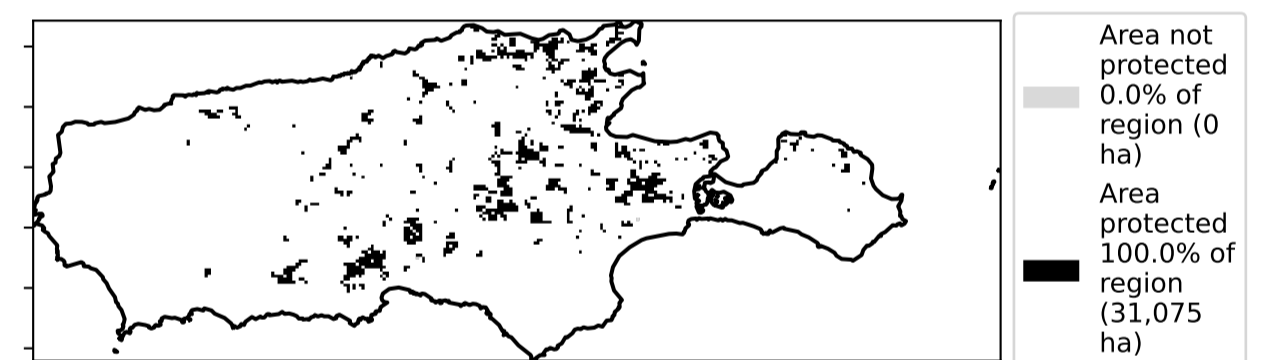 Area not
protected
0.0% of
region (0
ha)
Area
protected
100.0% of
region
(31,075
ha)